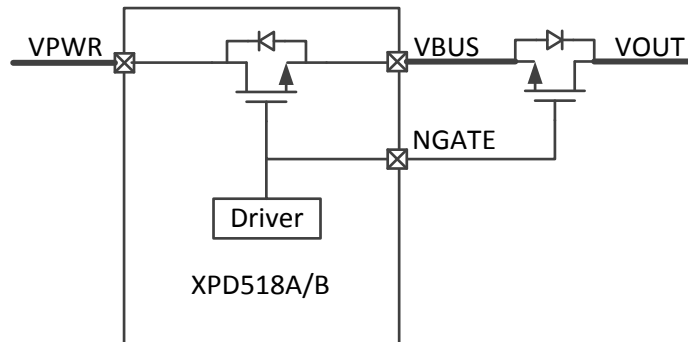 VPWR
VBUS
VOUT
NGATE
Driver
XPD518A/B